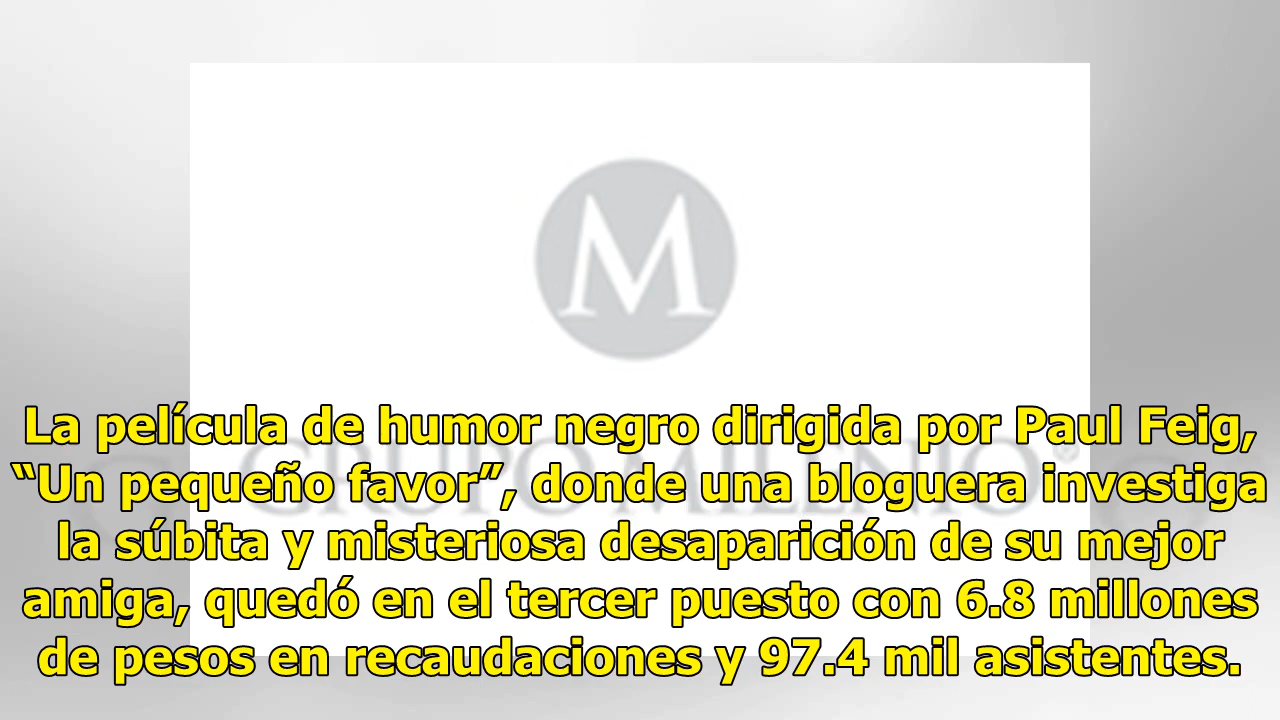 M
La película de humor negro dirigida por Paul Feig,
GRUPO MILENIO®
“Un pequeño favor”, donde una bloguera investiga
la súbita y misteriosa desaparición de su mejor
amiga, quedó en el tercer puesto con 6.8 millones
de pesos en recaudaciones y 97.4 mil asistentes.